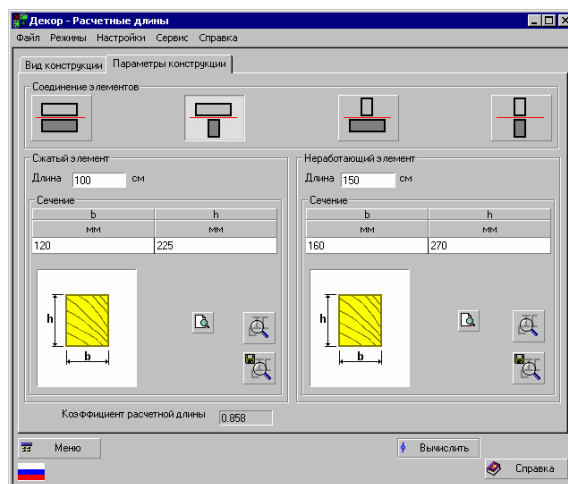 Декор - Расчетные длины
Файл Режимы Настройки Сервис Справка
Вид конструкции Параметры конструкции
Соединение элементов
Сжатый элемент
Длина 100 см
Сечение
b h
мм мм
120 225
h
b
Неработающий элемент
Длина 150 см
Сечение
b h
мм мм
160 270
h
b
Коэффициент расчетной длины 0.858
Меню Вычислить
Справка